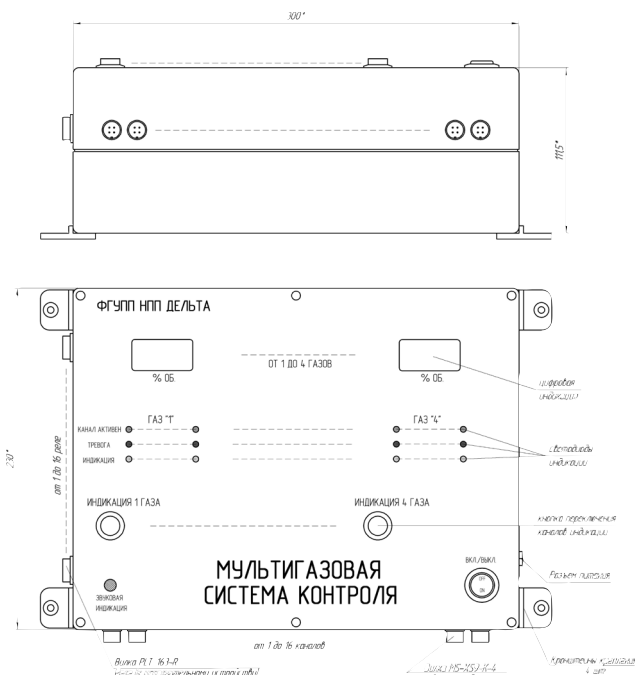 300*
111,5*
ФГУПП НПП ДЕЛЬТА
ОТ 1 ДО 4 ГАЗОВ
% ОБ.
% ОБ.
цифровая
индикация
ГАЗ "1"
ГАЗ "4"
КАНАЛ АКТИВЕН
ТРЕВОГА
ИНДИКАЦИЯ
светодиоды
индикации
230*
от 1 до 16 реле
ИНДИКАЦИЯ 1 ГАЗА
ИНДИКАЦИЯ 4 ГАЗА
кнопка переключения
каналов индикации
МУЛЬТИГАЗОВАЯ
СИСТЕМА КОНТРОЛЯ
ВКЛ/ВЫКЛ
OFF
ON
Разъем питания
ЗВУКОВАЯ
ИНДИКАЦИЯ
от 1 до 16 каналов
Вилка PLT 163-R
Кронштейны крепления
4 шт